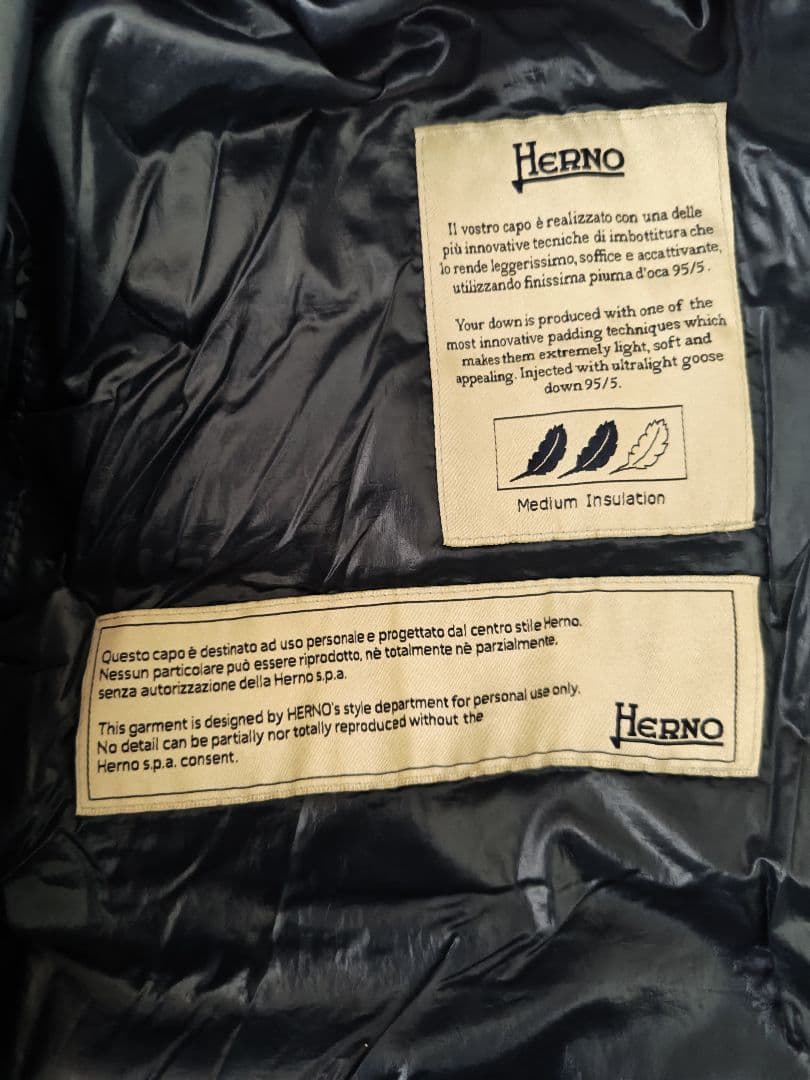 HERNO
Il vostro capo è realizzato con una delle
più innovative tecniche di imbottitura che
lo rende leggerissimo, soffice e accattivante,
utilizzando finissima piuma d'oca 95/5.
Your down is produced with one of the
most innovative padding techniques which
makes them extremely light, soft and
appealing. Injected with ultralight goose
down 95/5.
Medium Insulation
Questo capo è destinato ad uso personale e progettato dal centro stile Herno.
Nessun particolare può essere riprodotto, nè totalmente nè parzialmente.
senza autorizzazione della Herno s.p.a.
This garment is designed by HERNO's style department for personal use only.
No detail can be partially nor totally reproduced without the
Herno s.p.a. consent.
HERNO